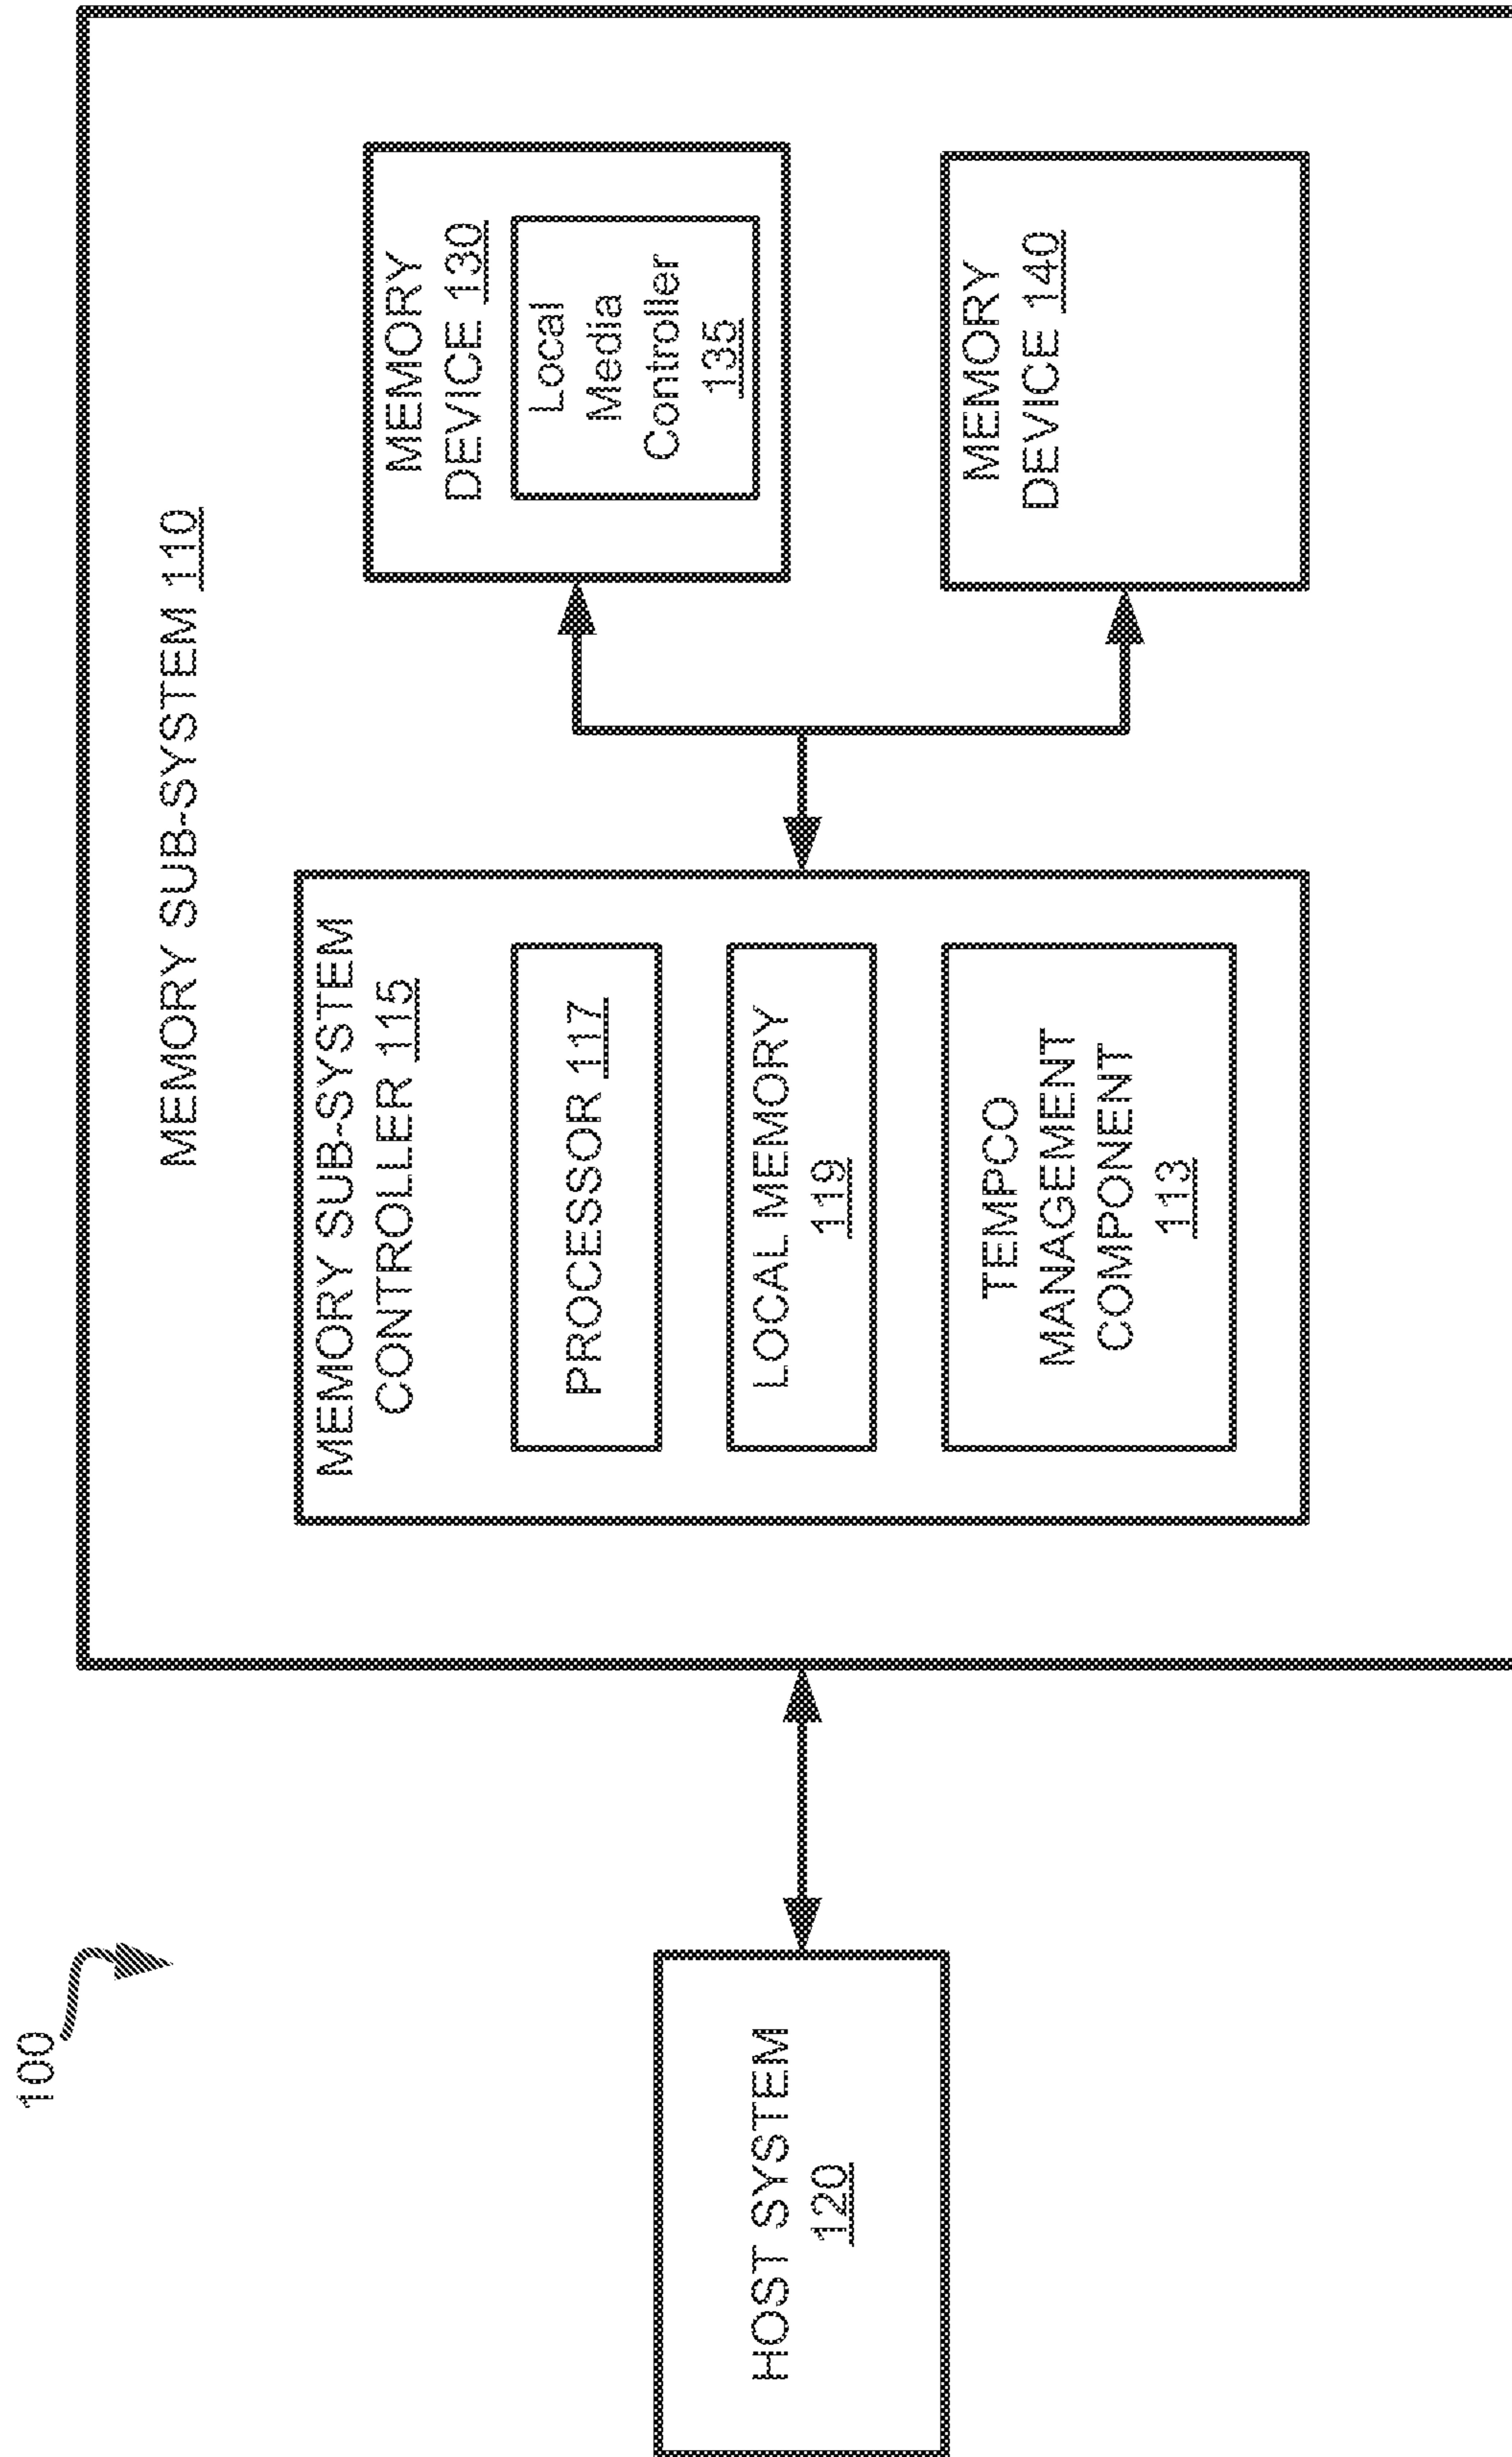 100
MEMORY SUB-SYSTEM 110
HOST SYSTEM
120
MEMORY SUB-SYSTEM
CONTROLLER 115
PROCESSOR 117
LOCAL MEMORY
119
TEMPCO
MANAGEMENT
COMPONENT
113
MEMORY
DEVICE 130
Local
Media
Controller
135
MEMORY
DEVICE 140